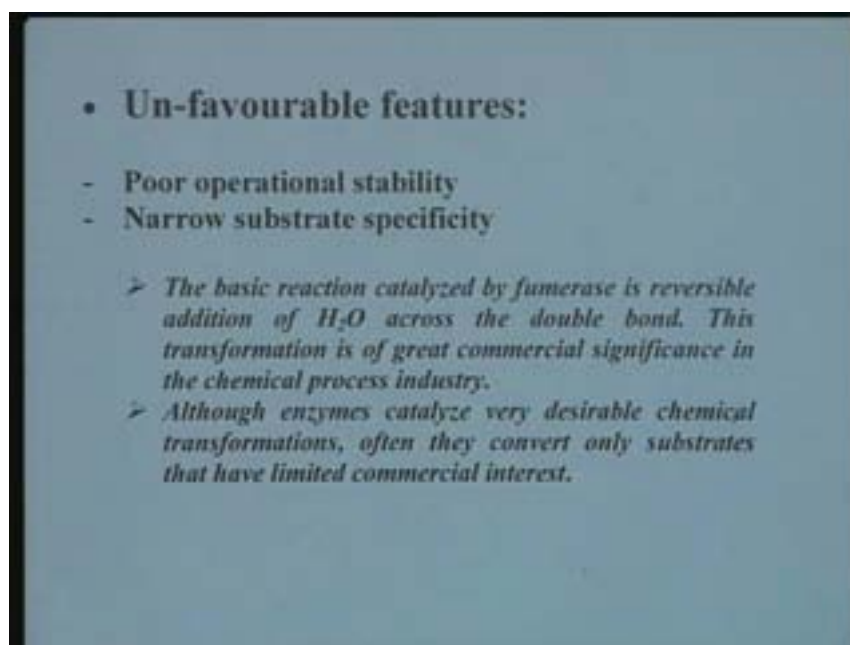 • Un-favourable features:
- Poor operational stability
- Narrow substrate specificity
➢ The basic reaction catalyzed by fumerase is reversible
addition of H₂O across the double bond. This
transformation is of great commercial significance in
the chemical process industry.
➢ Although enzymes catalyze very desirable chemical
transformations, often they convert only substrates
that have limited commercial interest.